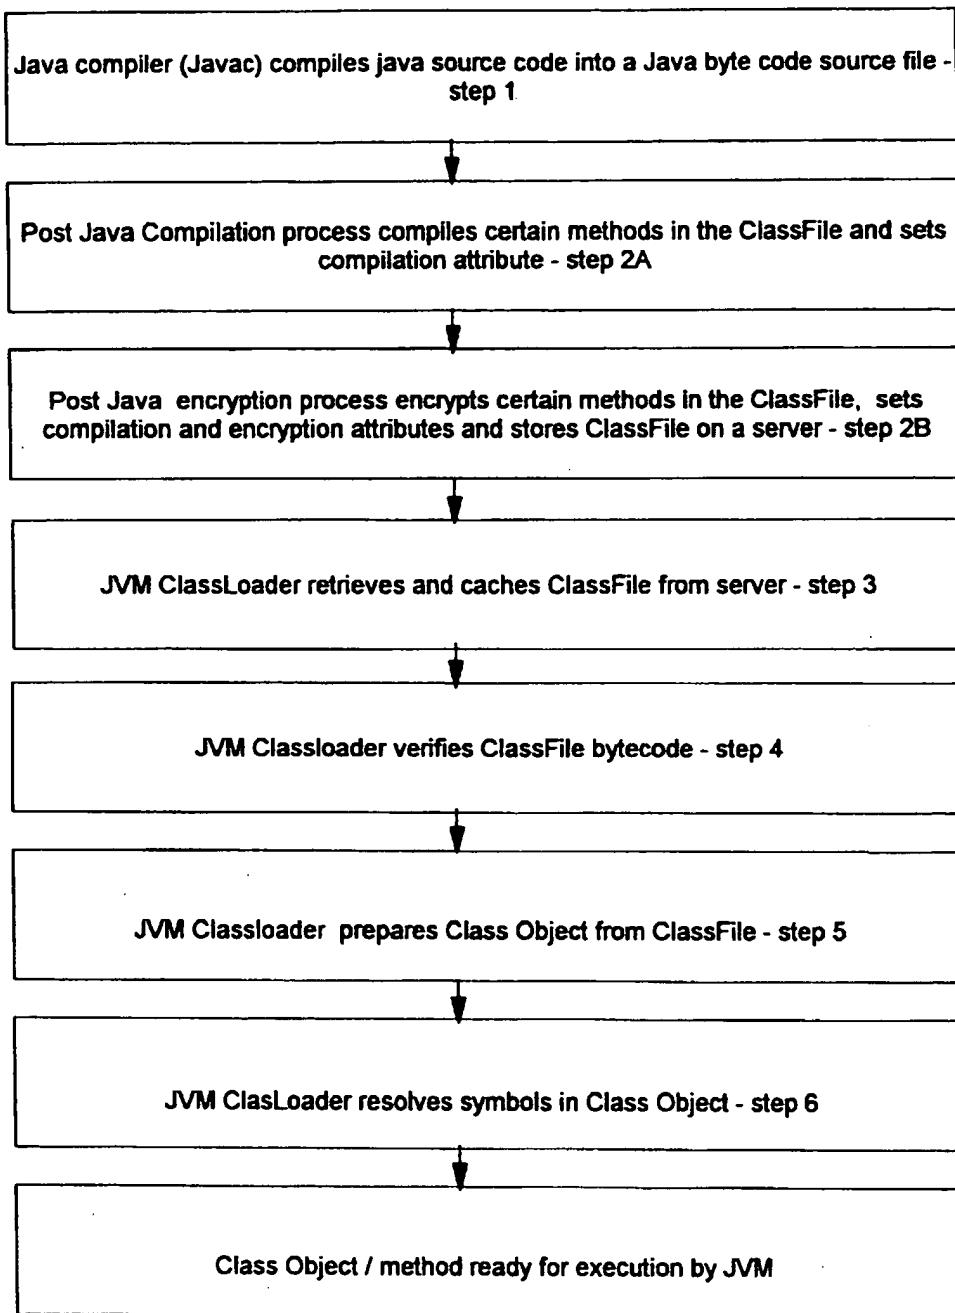 Java compiler (Javac) compiles java source code into a Java byte code source file -
step 1
Post Java Compilation process compiles certain methods in the ClassFile and sets
compilation attribute - step 2A
Post Java encryption process encrypts certain methods in the ClassFile, sets
compilation and encryption attributes and stores ClassFile on a server - step 2B
JVM ClassLoader retrieves and caches ClassFile from server - step 3
JVM Classloader verifies ClassFile bytecode - step 4
JVM Classloader prepares Class Object from ClassFile - step 5
JVM ClasLoader resolves symbols in Class Object - step 6
Class Object / method ready for execution by JVM